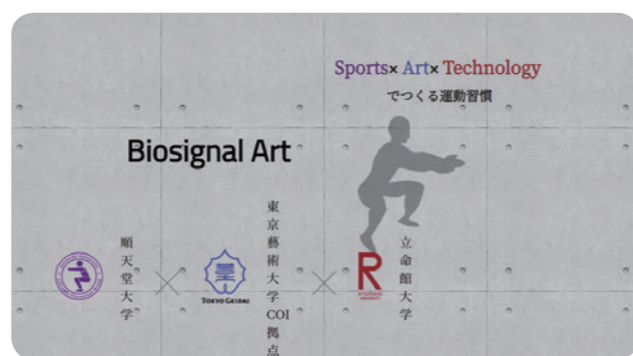 Sports× Art× Technology
でつくる運動習慣
Biosignal Art
順天堂大学
TOKYO GEIDAI
東京藝術大学COI拠点
R
立命館大学